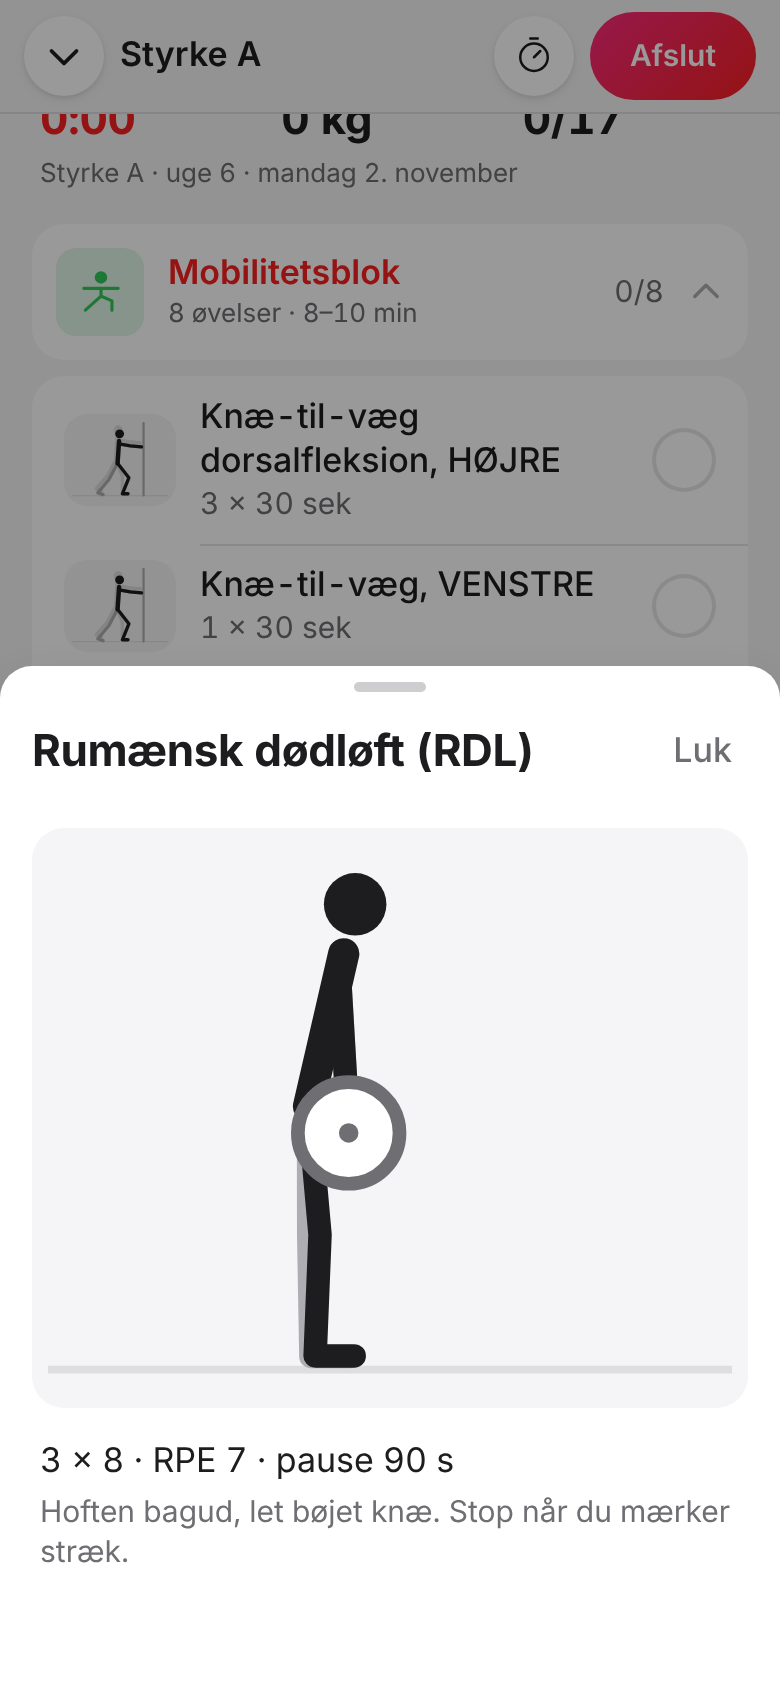 Styrke A
Afslut
0:00
0 kg
0/17
Styrke A · uge 6 · mandag 2. november
Mobilitetsblok
8 øvelser · 8–10 min
0/8
Knæ-til-væg
dorsalfleksion, HØJRE
3 × 30 sek
Knæ-til-væg, VENSTRE
1 × 30 sek
Rumænsk dødløft (RDL)
Luk
3 × 8 · RPE 7 · pause 90 s
Hoften bagud, let bøjet knæ. Stop når du mærker
stræk.